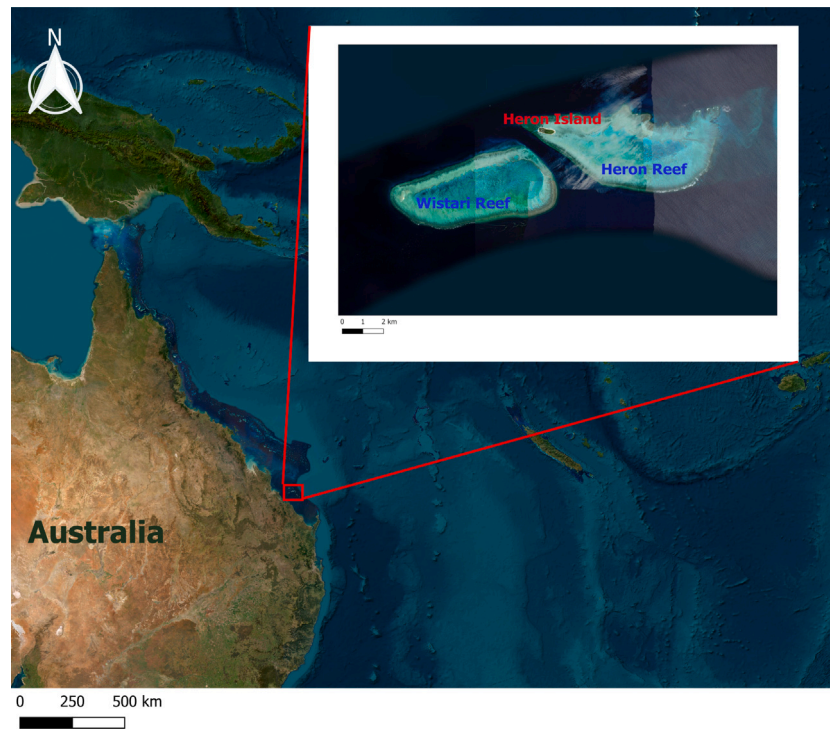 N
Heron Island
Heron Reef
Wistari Reef
0 1 2 km
Australia
0 250 500 km